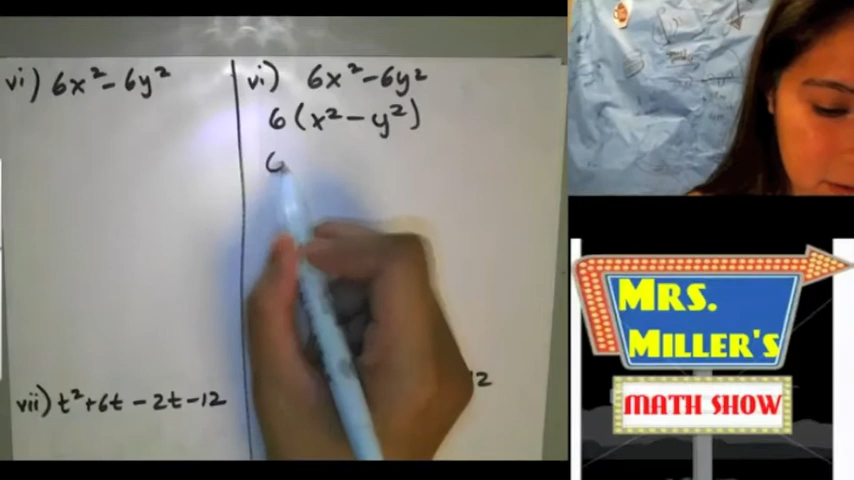 vi) 6x² - 6y²
vii) t² + 6t - 2t - 12
vi) 6x² - 6y²
6(x² - y²)
6
12
MRS.
MILLER'S
MATH SHOW